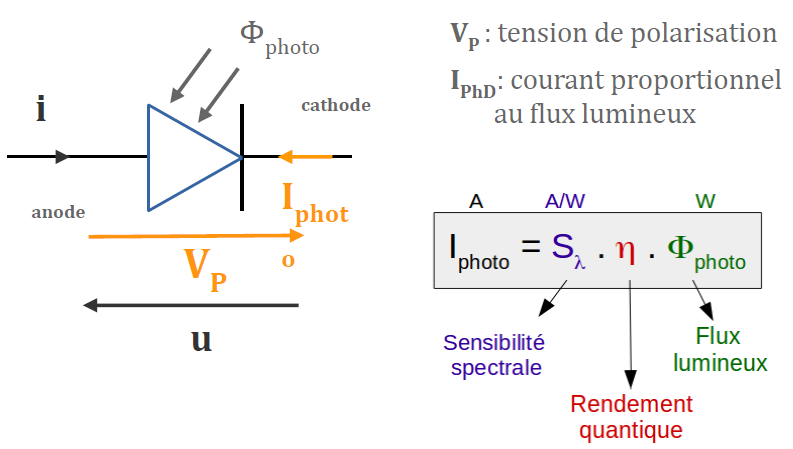 Φphoto
i
cathode
anode
Iphot
o
VP
u
VP : tension de polarisation
IPhD: courant proportionnel
au flux lumineux
A A/W W
Iphoto = Sλ . η . Φphoto
Sensibilité
spectrale
Flux
lumineux
Rendement
quantique